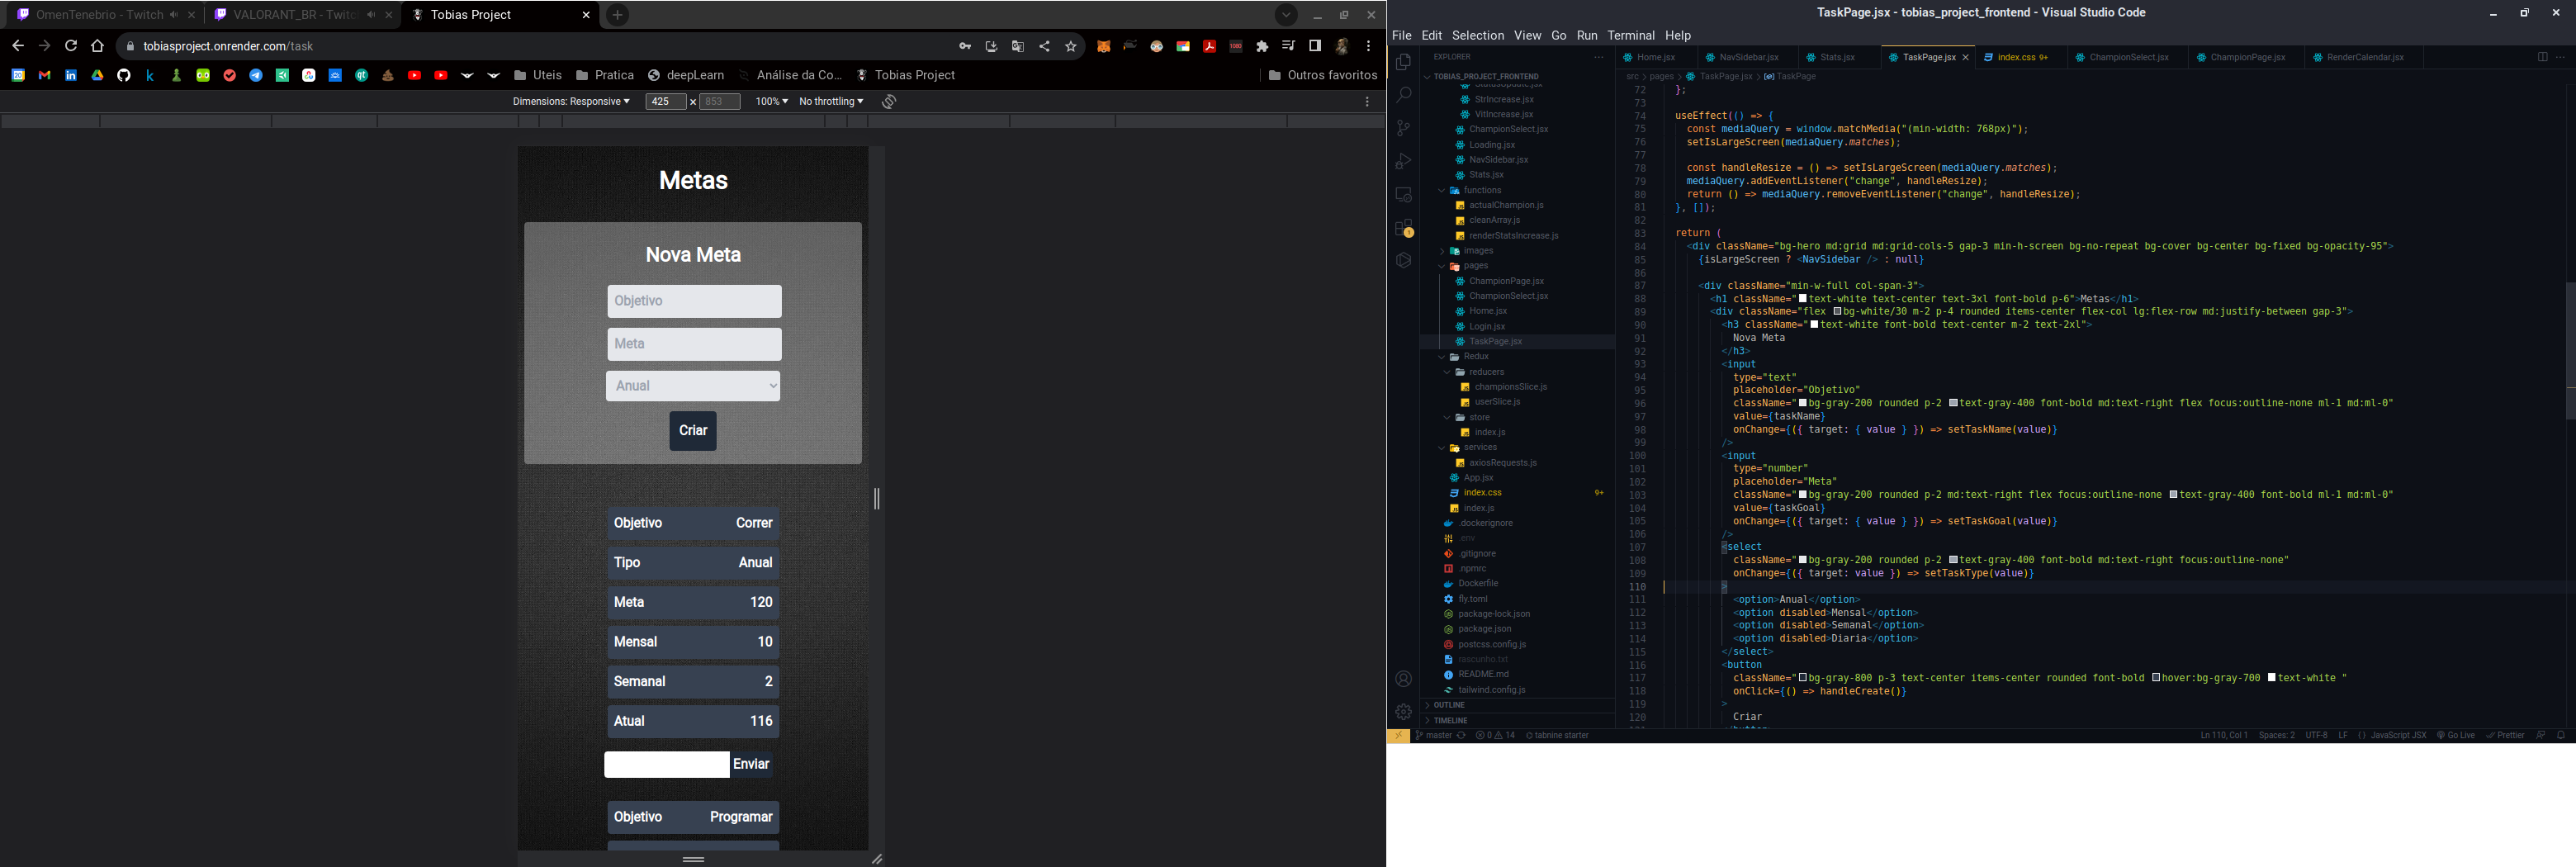 OmenTenebrio - Twitch
VALORANT_BR - Twitc
Tobias Project
tobiasproject.onrender.com/task
Uteis
Pratica
deepLearn
Análise da Co...
Tobias Project
Outros favoritos
Dimensions: Responsive
425 × 853
100%
No throttling
Metas
Nova Meta
Objetivo
Meta
Anual
Criar
Objetivo Correr
Tipo Anual
Meta 120
Mensal 10
Semanal 2
Atual 116
Enviar
Objetivo Programar
TaskPage.jsx - tobias_project_frontend - Visual Studio Code
File Edit Selection View Go Run Terminal Help
EXPLORER
TOBIAS_PROJECT_FRONTEND
StatusUpdate.jsx
StrIncrease.jsx
VitIncrease.jsx
ChampionSelect.jsx
Loading.jsx
NavSidebar.jsx
Stats.jsx
functions
actualChampion.js
cleanArray.js
renderStatsIncrease.js
images
pages
ChampionPage.jsx
ChampionSelect.jsx
Home.jsx
Login.jsx
TaskPage.jsx
Redux
reducers
championsSlice.js
userSlice.js
store
index.js
services
axiosRequests.js
App.jsx
index.css 9+
index.js
.dockerignore
.env
.gitignore
.npmrc
Dockerfile
fly.toml
package-lock.json
package.json
postcss.config.js
rascunho.txt
README.md
tailwind.config.js
OUTLINE
TIMELINE
Home.jsx NavSidebar.jsx Stats.jsx TaskPage.jsx index.css 9+ ChampionSelect.jsx ChampionPage.jsx RenderCalendar.jsx
src > pages > TaskPage.jsx > TaskPage
72 };
73
74 useEffect(() => {
75 const mediaQuery = window.matchMedia("(min-width: 768px)");
76 setIsLargeScreen(mediaQuery.matches);
77
78 const handleResize = () => setIsLargeScreen(mediaQuery.matches);
79 mediaQuery.addEventListener("change", handleResize);
80 return () => mediaQuery.removeEventListener("change", handleResize);
81 }, []);
82
83 return (
84 <div className="bg-hero md:grid md:grid-cols-5 gap-3 min-h-screen bg-no-repeat bg-cover bg-center bg-fixed bg-opacity-95">
85 {isLargeScreen ? <NavSidebar /> : null}
86
87 <div className="min-w-full col-span-3">
88 <h1 className="text-white text-center text-3xl font-bold p-6">Metas</h1>
89 <div className="flex bg-white/30 m-2 p-4 rounded items-center flex-col lg:flex-row md:justify-between gap-3">
90 <h3 className="text-white font-bold text-center m-2 text-2xl">
91 Nova Meta
92 </h3>
93 <input
94 type="text"
95 placeholder="Objetivo"
96 className="bg-gray-200 rounded p-2 text-gray-400 font-bold md:text-right flex focus:outline-none ml-1 md:ml-0"
97 value={taskName}
98 onChange={({ target: { value } }) => setTaskName(value)}
99 />
100 <input
101 type="number"
102 placeholder="Meta"
103 className="bg-gray-200 rounded p-2 md:text-right flex focus:outline-none text-gray-400 font-bold ml-1 md:ml-0"
104 value={taskGoal}
105 onChange={({ target: { value } }) => setTaskGoal(value)}
106 />
107 <select
108 className="bg-gray-200 rounded p-2 text-gray-400 font-bold md:text-right focus:outline-none"
109 onChange={({ target: value }) => setTaskType(value)}
110 >
111 <option>Anual</option>
112 <option disabled>Mensal</option>
113 <option disabled>Semanal</option>
114 <option disabled>Diaria</option>
115 </select>
116 <button
117 className="bg-gray-800 p-3 text-center items-center rounded font-bold hover:bg-gray-700 text-white "
118 onClick={() => handleCreate()}
119 >
120 Criar
master
0 14
tabnine starter
Ln 110, Col 1
Spaces: 2
UTF-8
LF
{} JavaScript JSX
Go Live
Prettier